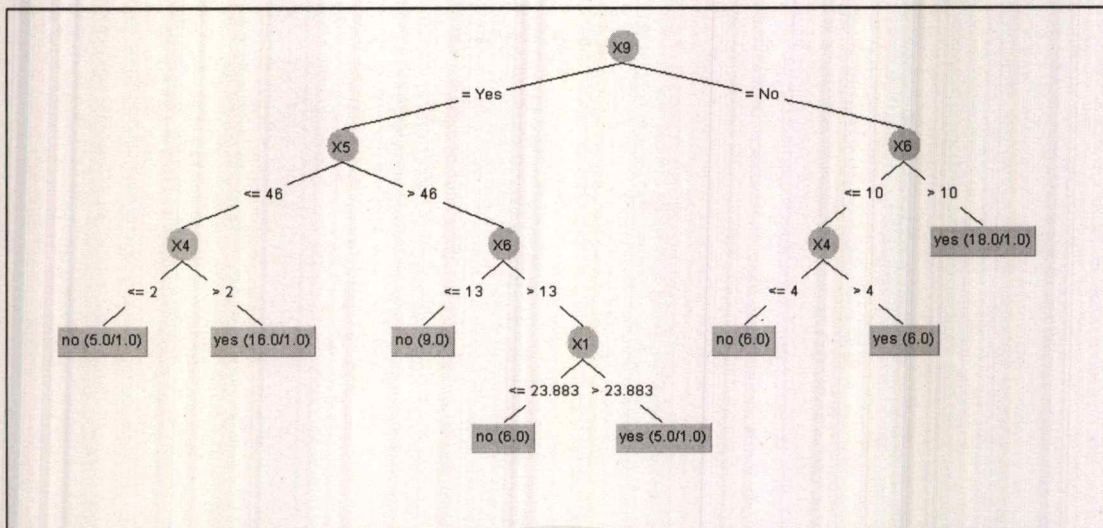 X9
= Yes = No
X5 X6
<= 46 > 46 <= 10 > 10
X4 X6 X4 yes (18.0/1.0)
<= 2 > 2 <= 13 > 13 <= 4 > 4
no (5.0/1.0) yes (16.0/1.0) no (9.0) X1 no (6.0) yes (6.0)
<= 23.883 > 23.883
no (6.0) yes (5.0/1.0)